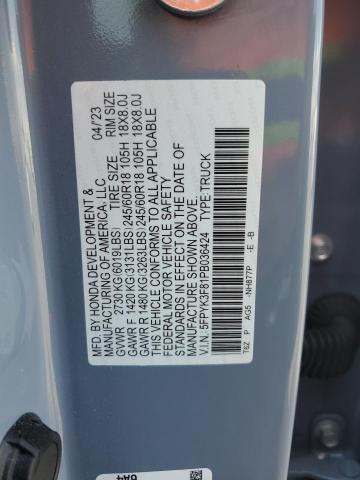 MFD. BY HONDA DEVELOPMENT & 04/23
MANUFACTURING OF AMERICA, LLC
GVWR 2730 KG(6019LBS) TIRE SIZE RIM SIZE
GAWR F 1420 KG(3131LBS) 245/60R18 105H 18X8.0J
GAWR R 1480 KG(3263LBS) 245/60R18 105H 18X8.0J
THIS VEHICLE CONFORMS TO ALL APPLICABLE
FEDERAL MOTOR VEHICLE SAFETY
STANDARDS IN EFFECT ON THE DATE OF
MANUFACTURE SHOWN ABOVE.
V.I.N.: 5FPYK3F81PB036424 TYPE: TRUCK
T6Z P AG5 -NH877P -E -B
6A4